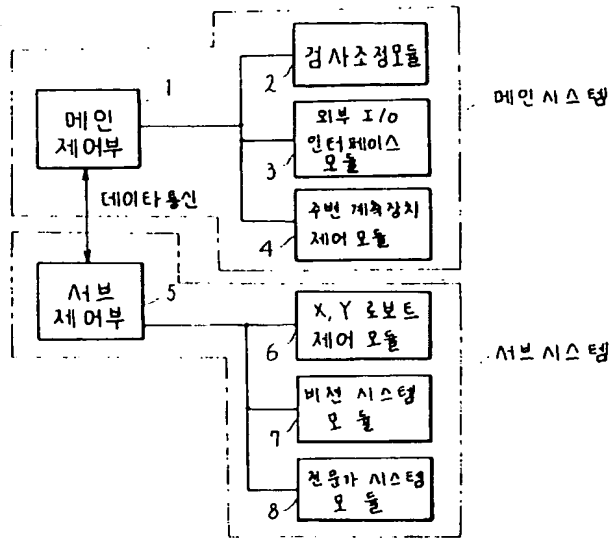 1
메인
제어부
2
검사조정모듈
메인시스템
외부 I/O
인터페이스
모듈
3
데이타통신
주변 계측장치
제어 모듈
4
서브
제어부
5
X, Y 로보트
제어 모듈
6
서브시스템
비전 시스템
모듈
7
전문가 시스템
모듈
8